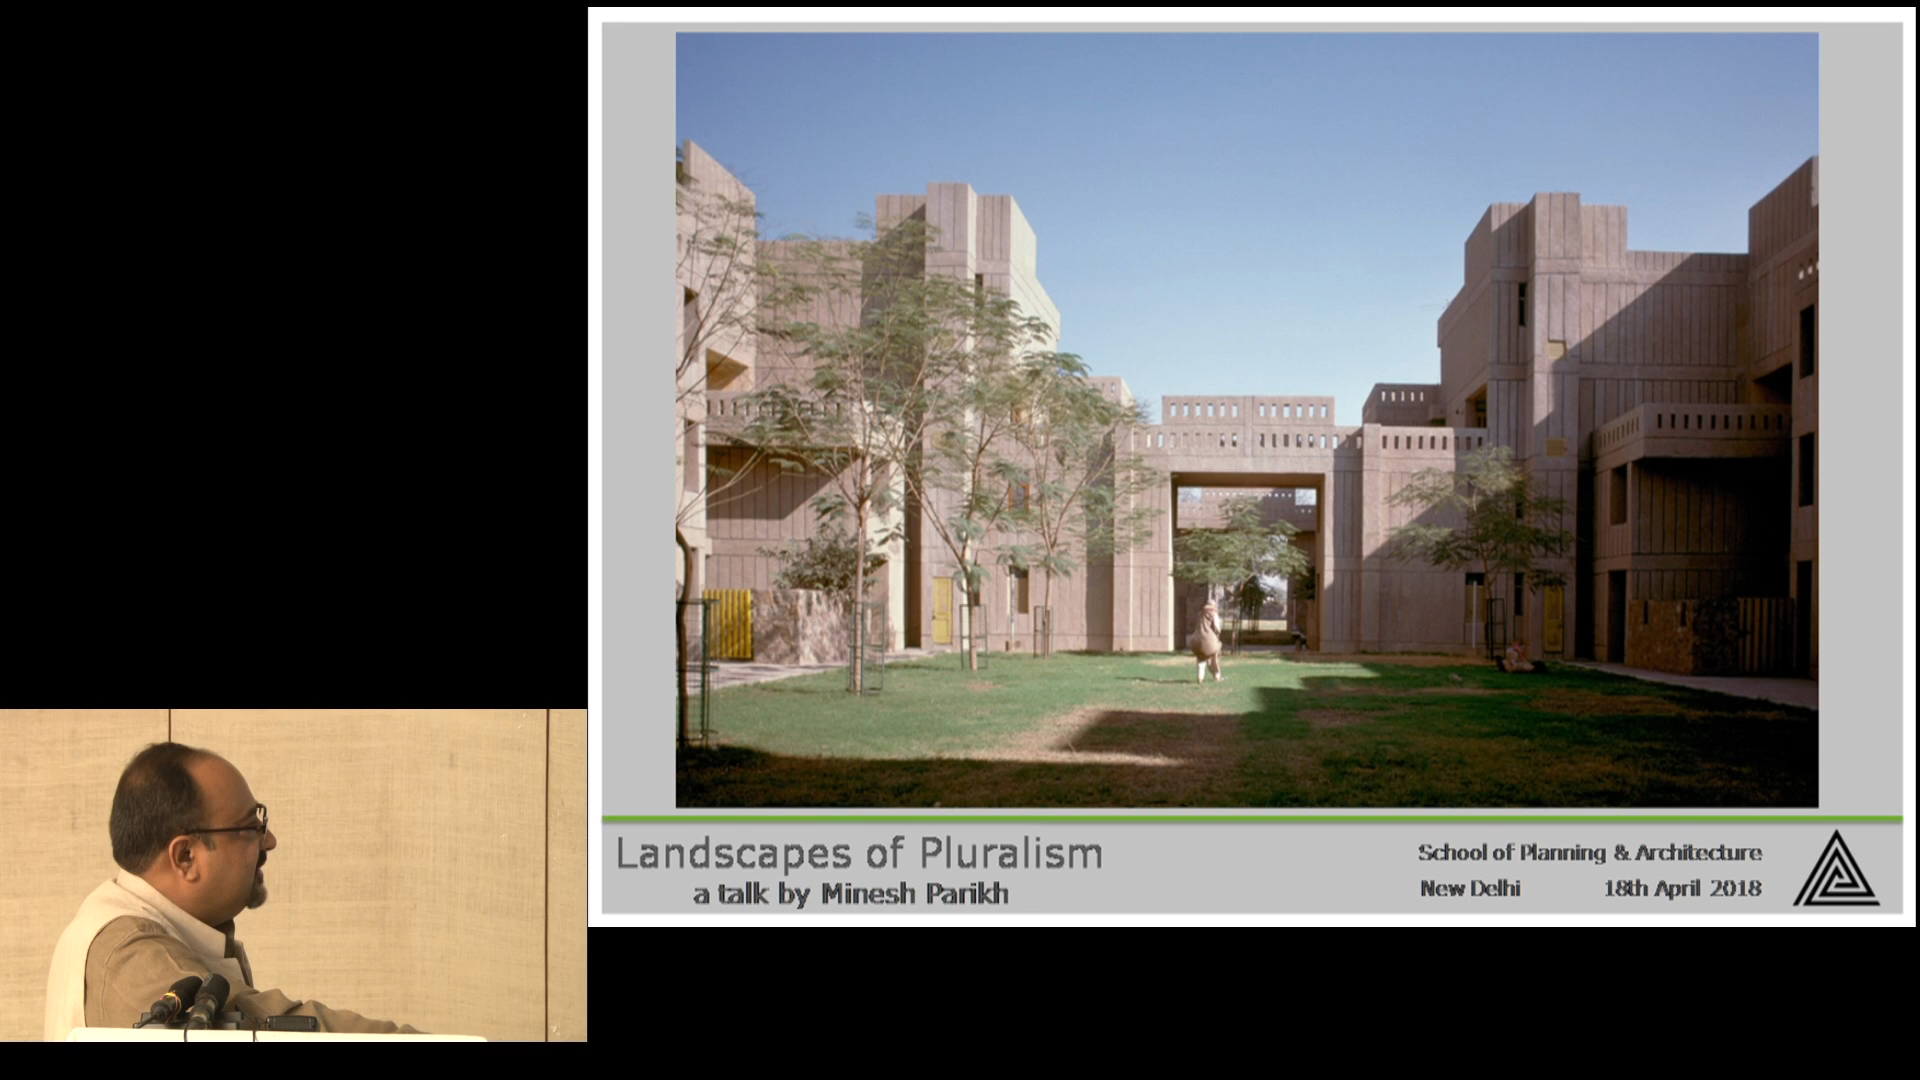 Landscapes of Pluralism
a talk by Minesh Parikh
School of Planning & Architecture
New Delhi 18th April 2018